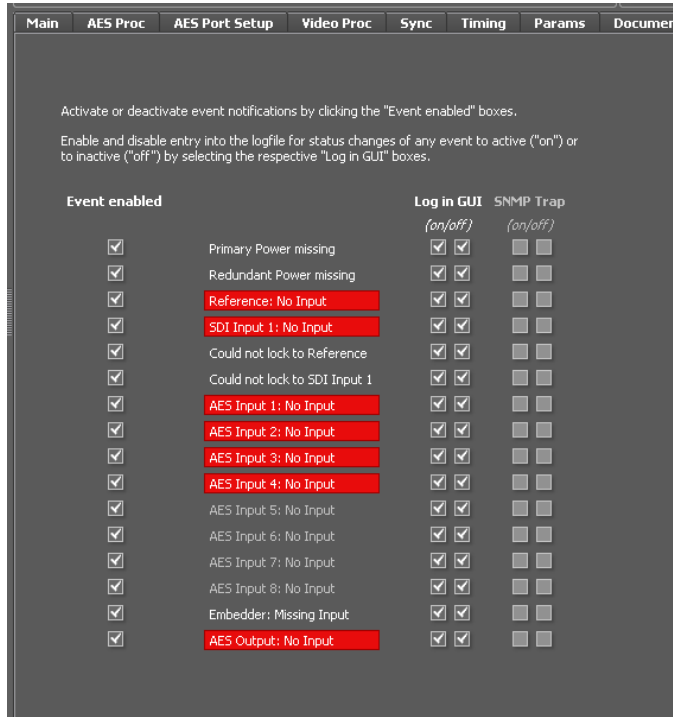 Main AES Proc AES Port Setup Video Proc Sync Timing Params Documen
Activate or deactivate event notifications by clicking the "Event enabled" boxes.
Enable and disable entry into the logfile for status changes of any event to active ("on") or
to inactive ("off") by selecting the respective "Log in GUI" boxes.
Event enabled Log in GUI SNMP Trap
(on/off) (on/off)
Primary Power missing
Redundant Power missing
Reference: No Input
SDI Input 1: No Input
Could not lock to Reference
Could not lock to SDI Input 1
AES Input 1: No Input
AES Input 2: No Input
AES Input 3: No Input
AES Input 4: No Input
AES Input 5: No Input
AES Input 6: No Input
AES Input 7: No Input
AES Input 8: No Input
Embedder: Missing Input
AES Output: No Input